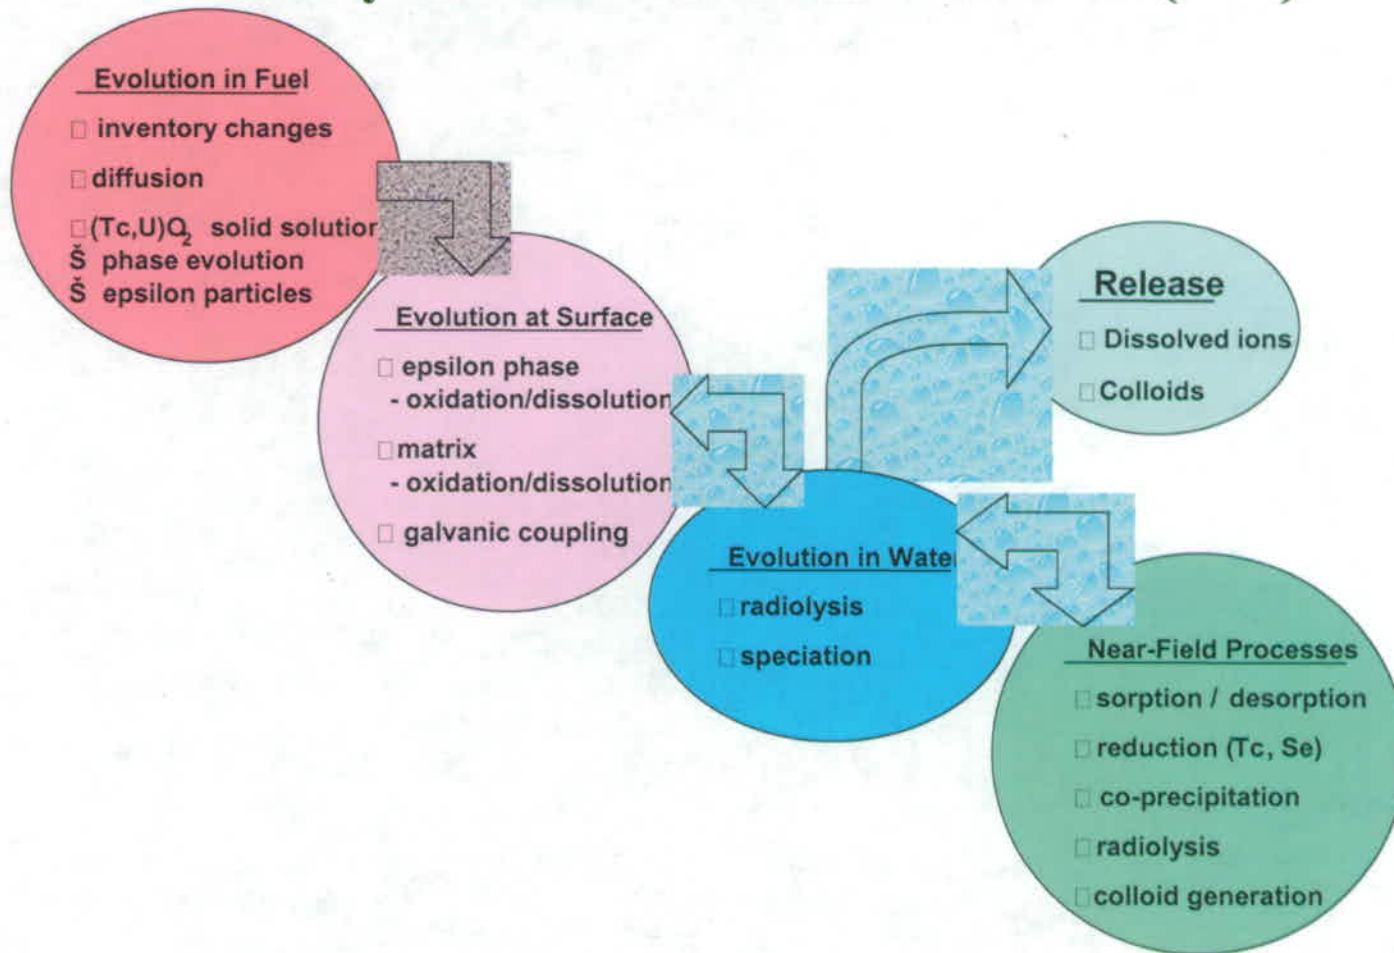 Evolution in Fuel
□ inventory changes
□ diffusion
□ (Tc,U)O2 solid solution
Š phase evolution
Š epsilon particles
Evolution at Surface
□ epsilon phase
- oxidation/dissolution
□ matrix
- oxidation/dissolution
□ galvanic coupling
Release
□ Dissolved ions
□ Colloids
Evolution in Wate
□ radiolysis
□ speciation
Near-Field Processes
□ sorption / desorption
□ reduction (Tc, Se)
□ co-precipitation
□ radiolysis
□ colloid generation